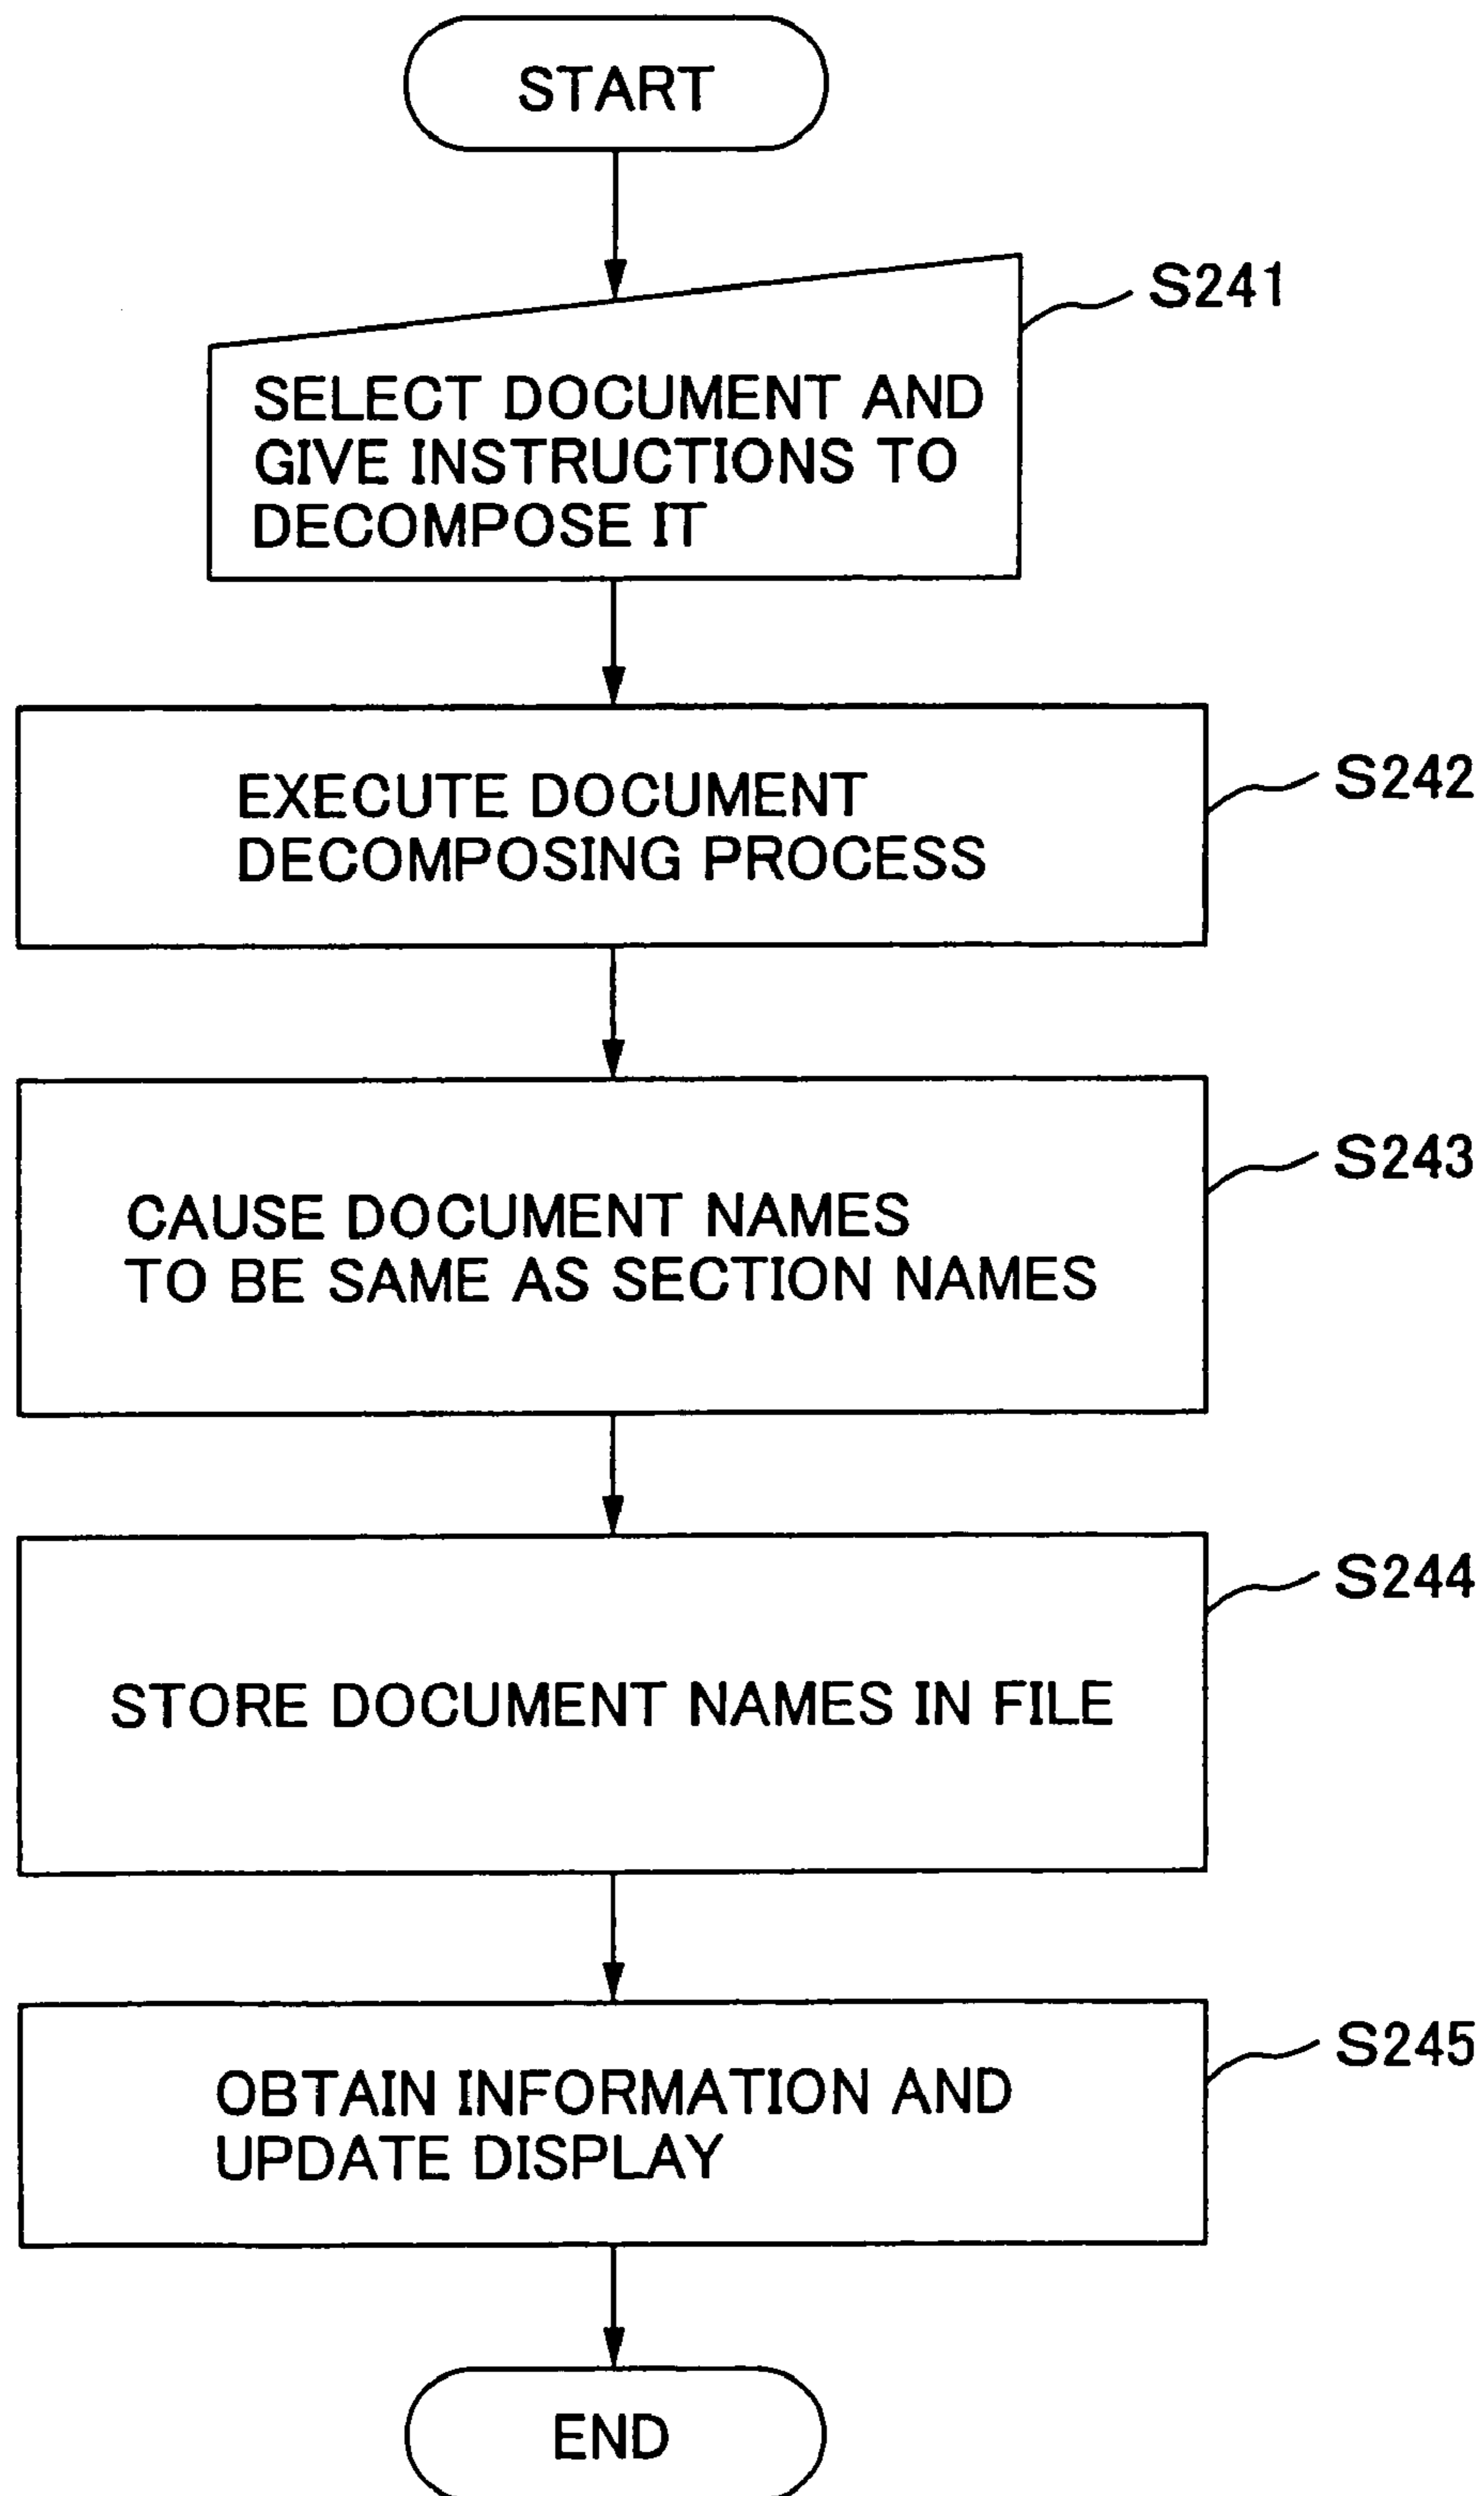 START
S241
SELECT DOCUMENT AND
GIVE INSTRUCTIONS TO
DECOMPOSE IT
S242
EXECUTE DOCUMENT
DECOMPOSING PROCESS
S243
CAUSE DOCUMENT NAMES
TO BE SAME AS SECTION NAMES
S244
STORE DOCUMENT NAMES IN FILE
S245
OBTAIN INFORMATION AND
UPDATE DISPLAY
END